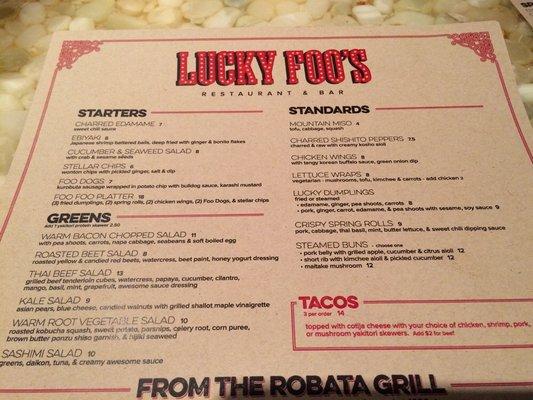 LUCKY FOO'S
RESTAURANT & BAR
STARTERS
CHARRED EDAMAME 7
sweet chili sauce
EBIYAKI 8
Japanese shrimp battered balls, deep fried with ginger & bonito flakes
CUCUMBER & SEAWEED SALAD 8
with crab & sesame seeds
STELLAR CHIPS 6
wonton chips with pickled ginger, salt & dip
FOO DOGS 7
kurobuta sausage wrapped in potato chip with bulldog sauce, karashi mustard
FOO FOO PLATTER 18
(2) fried dumplings, (2) spring rolls, (2) chicken wings, (2) Foo Dogs, & stellar chips
GREENS
Add 1 yakitori protein skewer 2.50
WARM BACON CHOPPED SALAD 11
with pea shoots, carrots, napa cabbage, seabeans & soft boiled egg
ROASTED BEET SALAD 8
roasted yellow & candied red beets, watercress, beet paint, honey yogurt dressing
THAI BEEF SALAD 13
grilled beef tenderloin cubes, watercress, papaya, cucumber, cilantro,
mango, basil, mint, grapefruit, awesome sauce dressing
KALE SALAD 9
asian pears, blue cheese, candied walnuts with grilled shallot maple vinaigrette
WARM ROOT VEGETABLE SALAD 10
roasted kobucha squash, sweet potato, parsnips, celery root, corn puree,
brown butter ponzu shiso garnish, & hijiki seaweed
SASHIMI SALAD 10
greens, daikon, tuna, & creamy awesome sauce
STANDARDS
MOUNTAIN MISO 4
tofu, cabbage, squash
CHARRED SHISHITO PEPPERS 7.5
charred & raw with creamy kosho aioli
CHICKEN WINGS 8
with tangy korean buffalo sauce, green onion dip
LETTUCE WRAPS 8
vegetarian - mushrooms, tofu, kimchee & carrots - add chicken 2
LUCKY DUMPLINGS
fried or steamed
• edamame, ginger, pea shoots, carrots 8
• pork, ginger, carrot, edamame, & pea shoots with sesame, soy sauce 9
CRISPY SPRING ROLLS 9
pork, cabbage, thai basil, mint, butter lettuce, & sweet chili dipping sauce
STEAMED BUNS - choose one
• pork belly with grilled apple, cucumber & citrus aioli 12
• short rib with kimchee aioli & pickled cucumber 12
• maitake mushroom 12
TACOS
3 per order 14
topped with cotija cheese with your choice of chicken, shrimp, pork,
or mushroom yakitori skewers. Add $2 for beef.
FROM THE ROBATA GRILL